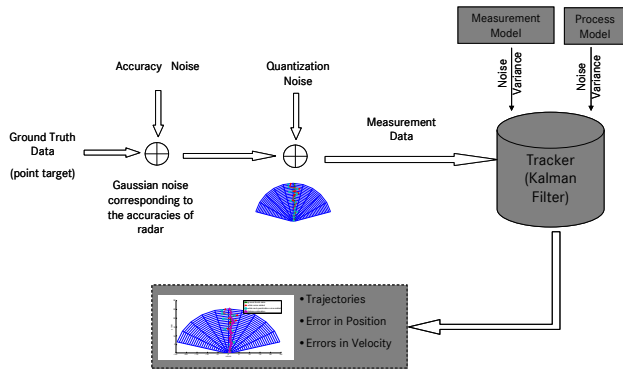 Measurement
Model
Process
Model
Accuracy Noise
Quantization
Noise
Noise
Variance
Noise
Variance
Ground Truth
Data
(point target)
Measurement
Data
Gaussian noise
corresponding to
the accuracies of
radar
Tracker
(Kalman
Filter)
• Trajectories
• Error in Position
• Errors in Velocity